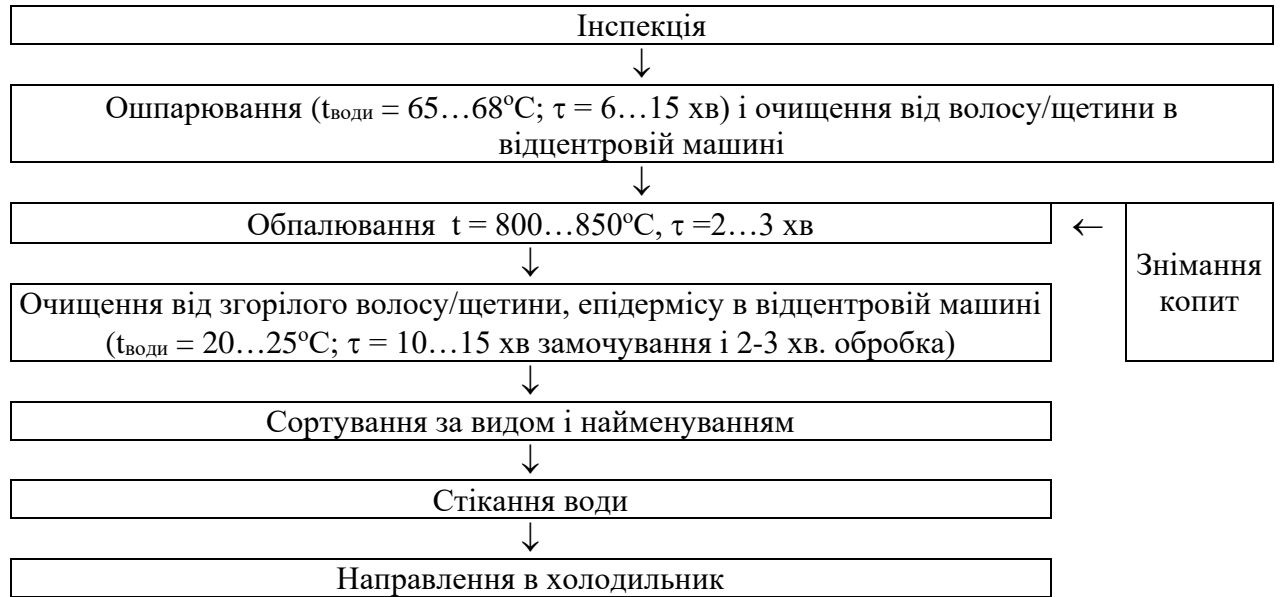 Інспекція
↓
Ошпарювання (tводи = 65…68ºС; τ = 6…15 хв) і очищення від волосу/щетини в
відцентровій машині
↓
Обпалювання t = 800…850ºС, τ =2…3 хв
←
Знімання
копит
↓
Очищення від згорілого волосу/щетини, епідермісу в відцентровій машині
(tводи = 20…25ºС; τ = 10…15 хв замочування і 2-3 хв. обробка)
↓
Сортування за видом і найменуванням
↓
Стікання води
↓
Направлення в холодильник